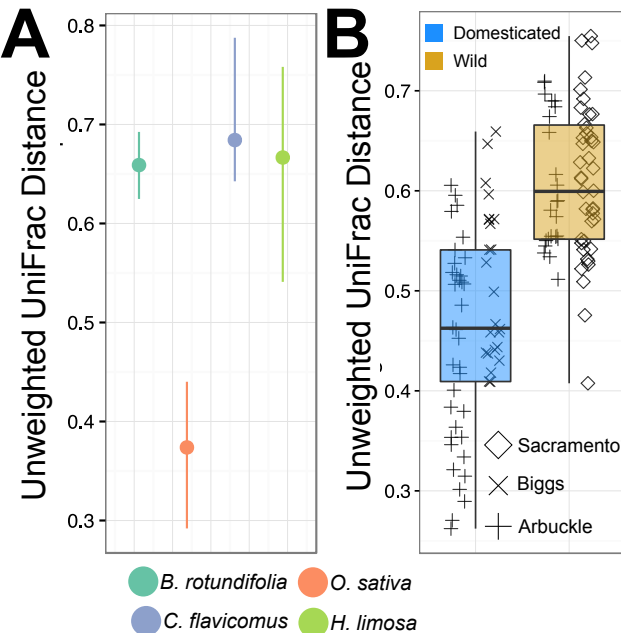 A
Unweighted UniFrac Distance
0.8
0.7
0.6
0.5
0.4
0.3
B. rotundifolia
O. sativa
C. flavicomus
H. limosa
B
Unweighted UniFrac Distance
0.7
0.6
0.5
0.4
0.3
Domesticated
Wild
Sacramento
Biggs
Arbuckle